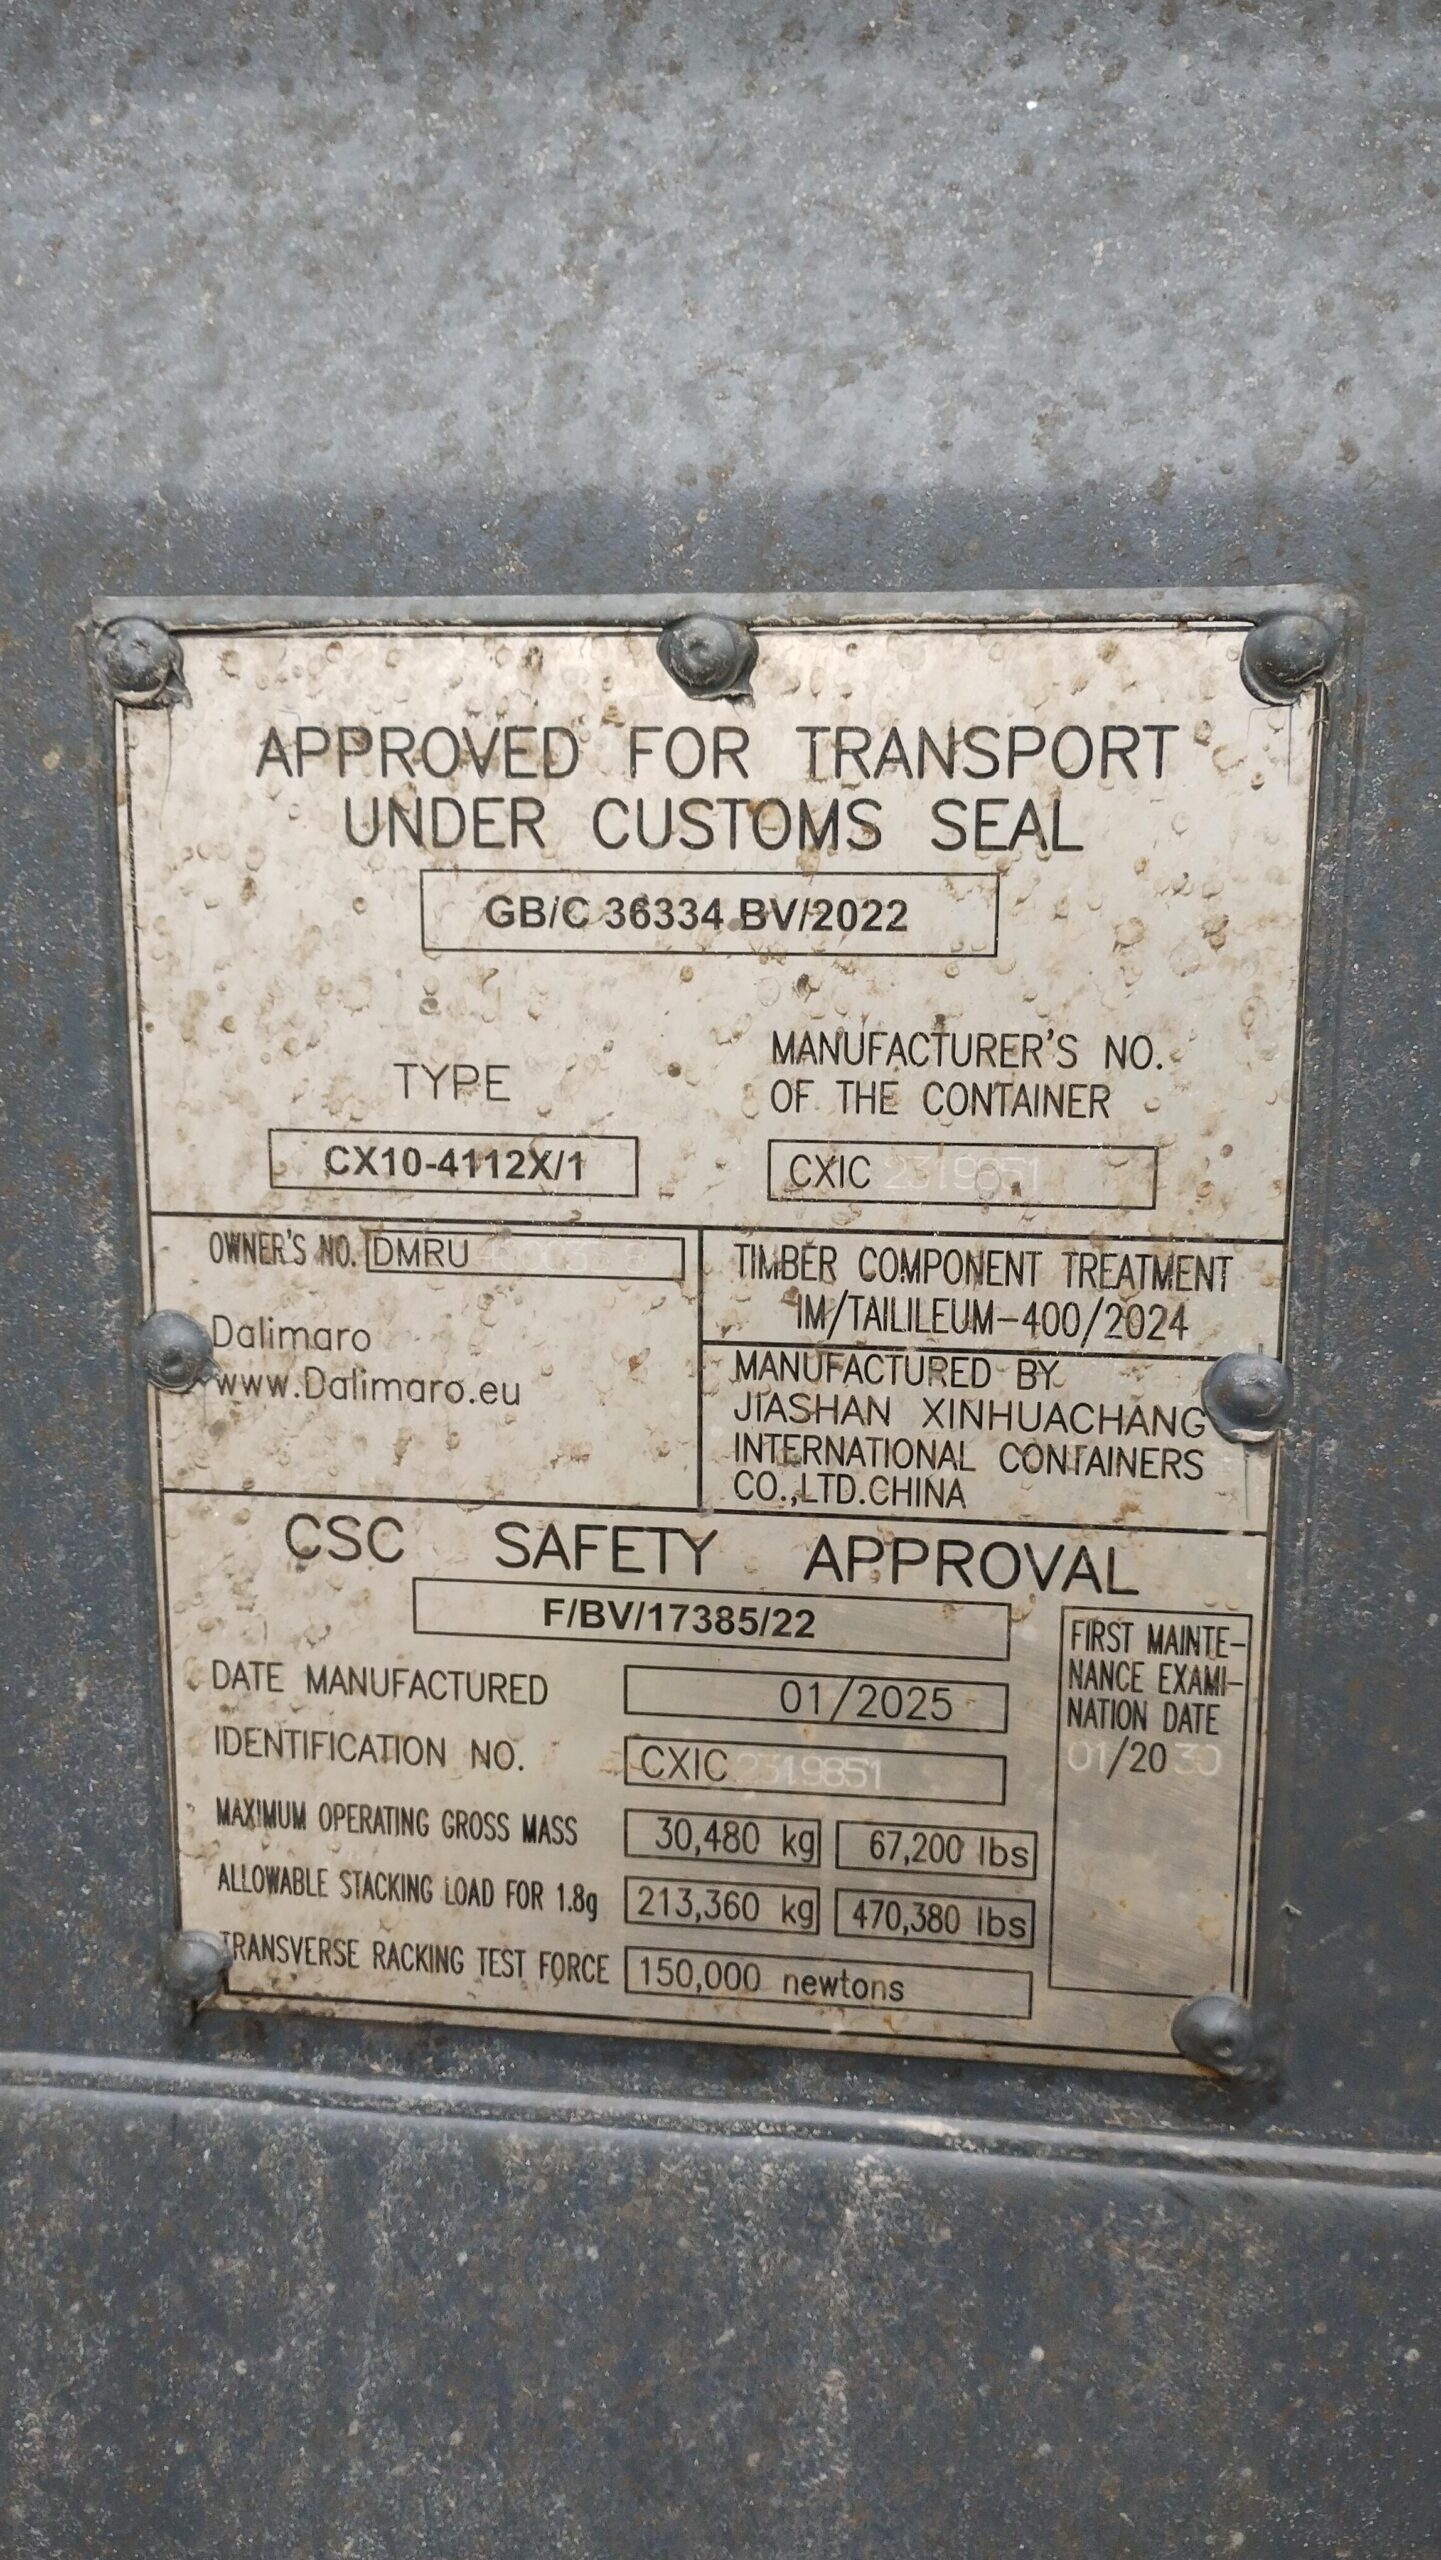 APPROVED FOR TRANSPORT
UNDER CUSTOMS SEAL
GB/C 36334 BV/2022
TYPE
CX10-4112X/1
MANUFACTURER'S NO.
OF THE CONTAINER
CXIC 2319851
OWNER'S NO. DMRU
Dalimaro
www.Dalimaro.eu
TIMBER COMPONENT TREATMENT
IM/TAILILEUM-400/2024
MANUFACTURED BY
JIASHAN XINHUACHANG
INTERNATIONAL CONTAINERS
CO.,LTD.CHINA
CSC SAFETY APPROVAL
F/BV/17385/22
DATE MANUFACTURED 01/2025
IDENTIFICATION NO. CXIC 2319851
MAXIMUM OPERATING GROSS MASS 30,480 kg 67,200 lbs
ALLOWABLE STACKING LOAD FOR 1.8g 213,360 kg 470,380 lbs
TRANSVERSE RACKING TEST FORCE 150,000 newtons
FIRST MAINTE-
NANCE EXAMI-
NATION DATE
01/2030